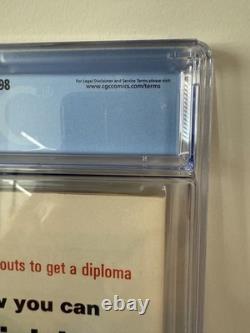 98
For Legal Disclaimer and Service Terms please visit:
www.cgccomics.com/terms
outs to get a diploma
w you can